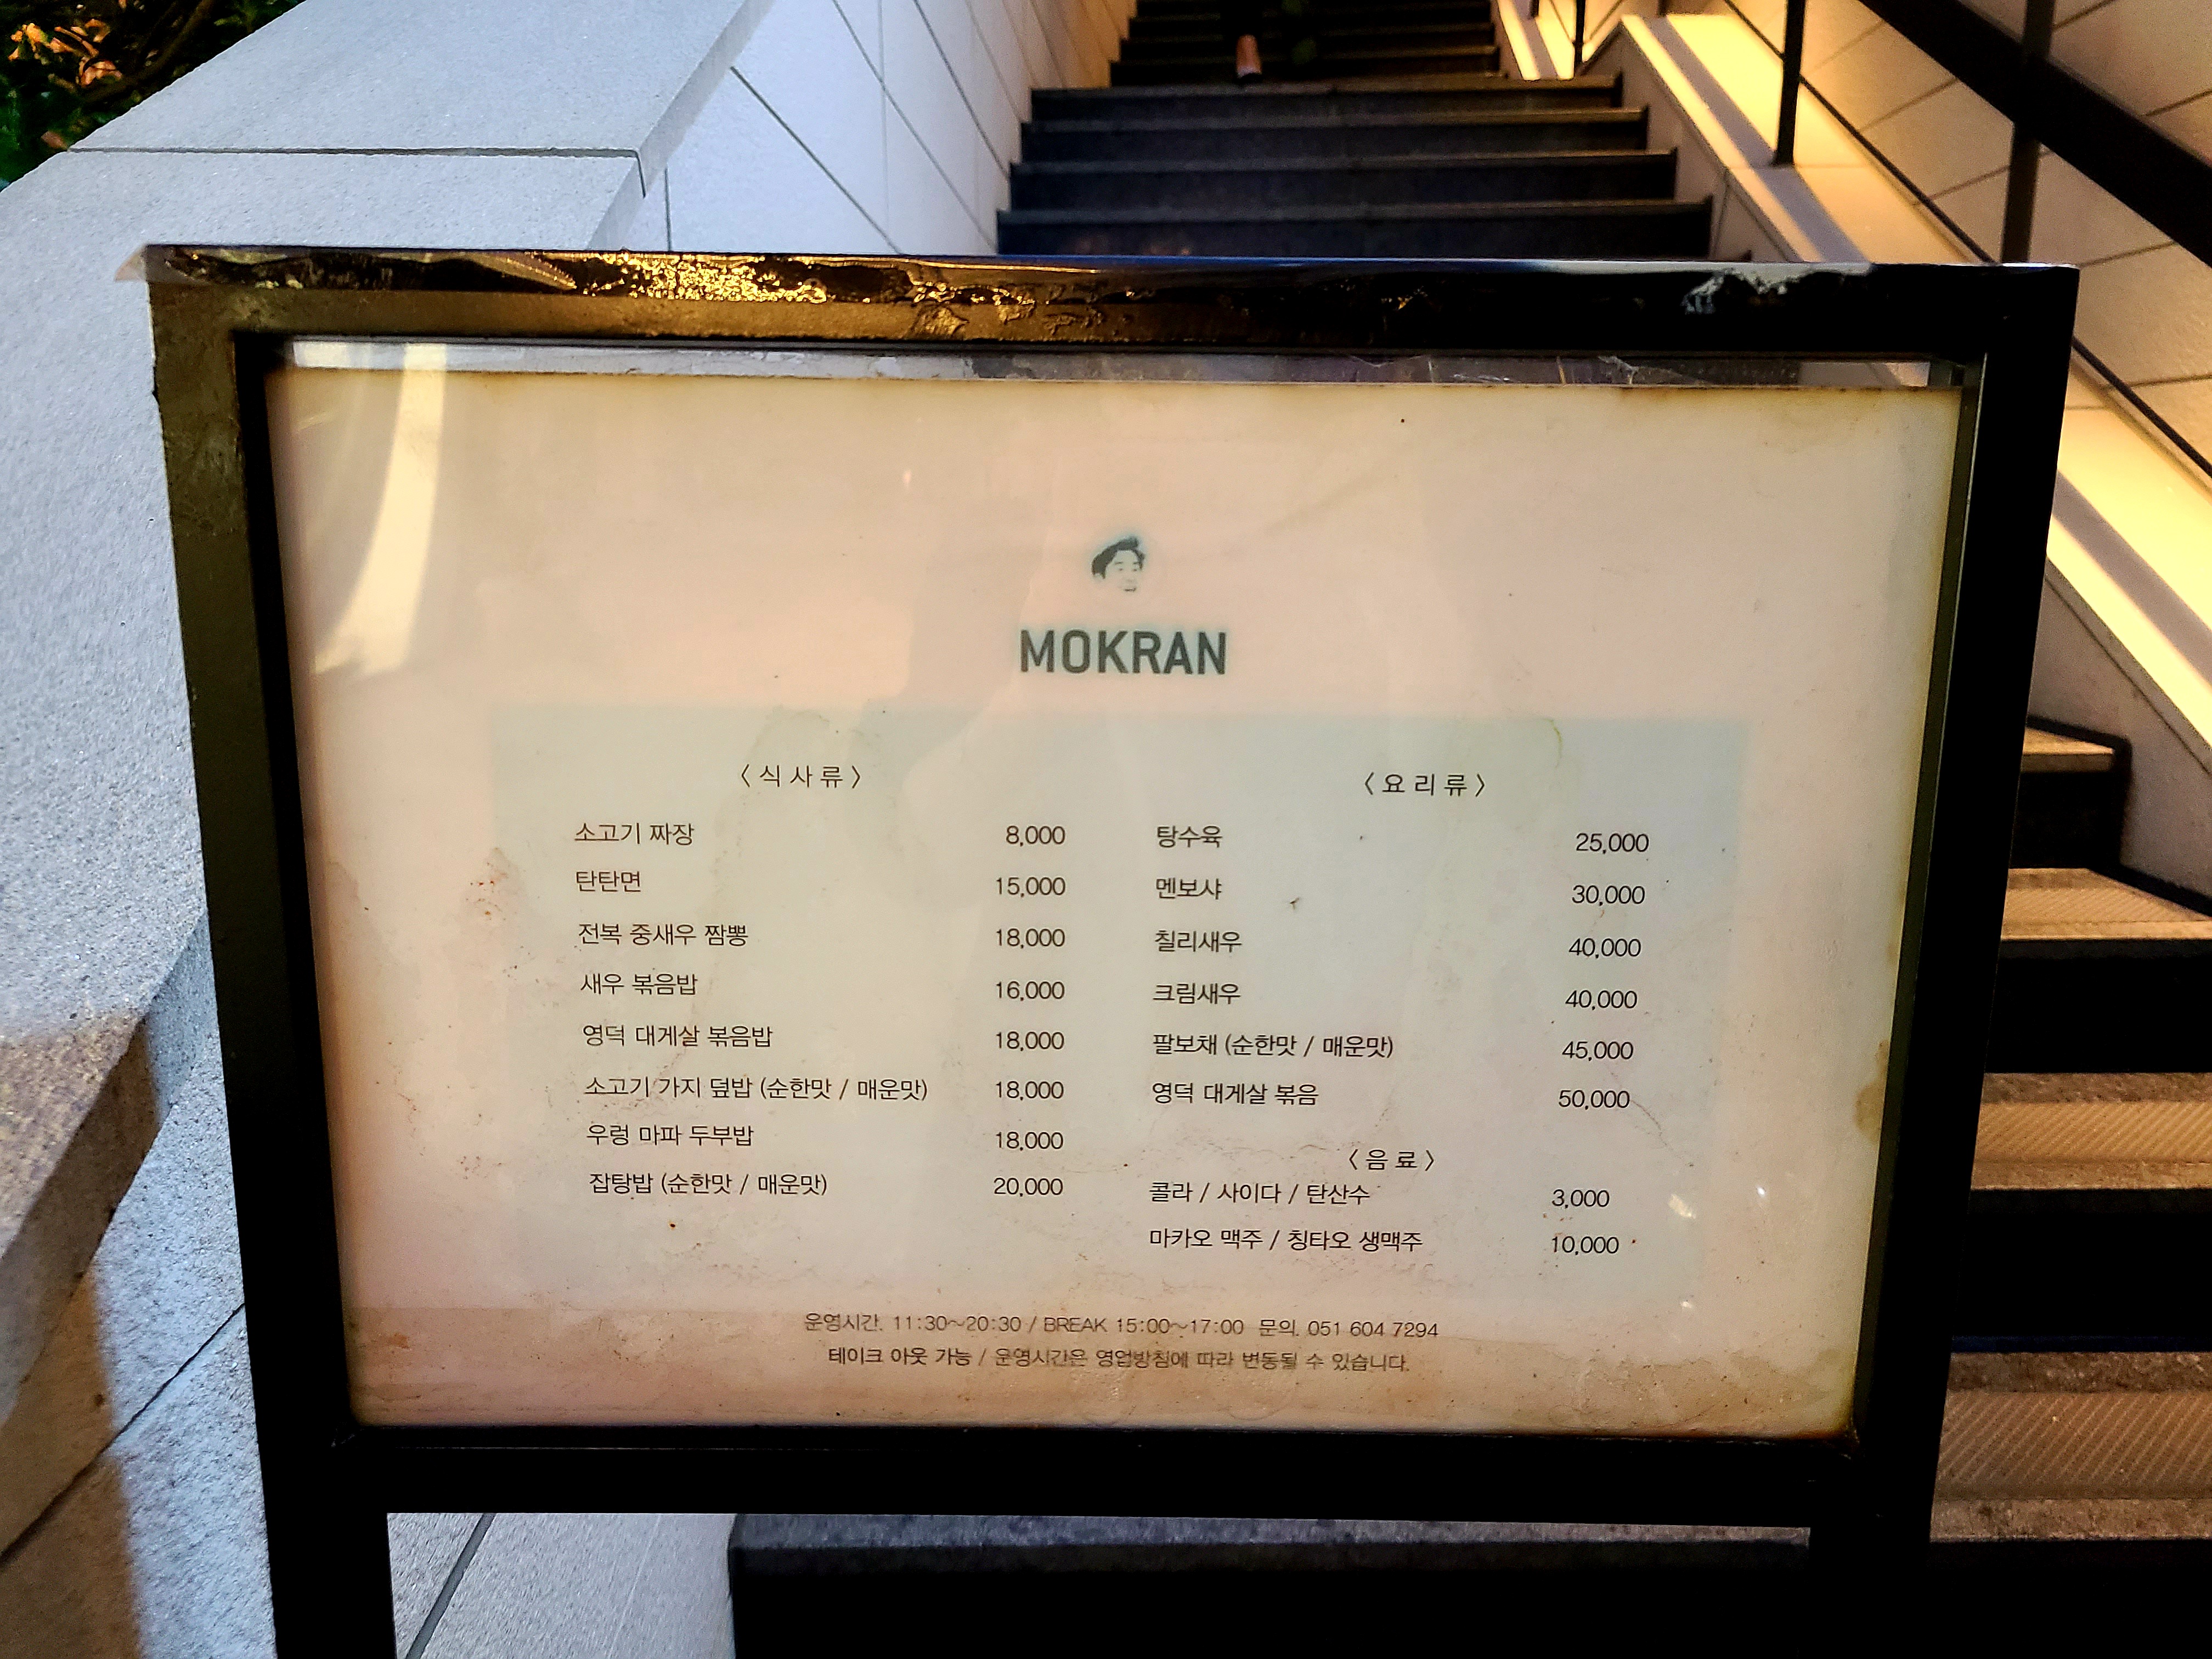 MOKRAN
〈 식 사 류 〉
소고기 짜장 8,000
탄탄면 15,000
전복 중새우 짬뽕 18,000
새우 볶음밥 16,000
영덕 대게살 볶음밥 18,000
소고기 가지 덮밥 (순한맛 / 매운맛) 18,000
우렁 마파 두부밥 18,000
잡탕밥 (순한맛 / 매운맛) 20,000
〈 요 리 류 〉
탕수육 25,000
멘보샤 30,000
칠리새우 40,000
크림새우 40,000
팔보채 (순한맛 / 매운맛) 45,000
영덕 대게살 볶음 50,000
〈 음 료 〉
콜라 / 사이다 / 탄산수 3,000
마카오 맥주 / 칭타오 생맥주 10,000
운영시간. 11:30~20:30 / BREAK 15:00~17:00 문의. 051 604 7294
테이크 아웃 가능 / 운영시간은 영업방침에 따라 변동될 수 있습니다.